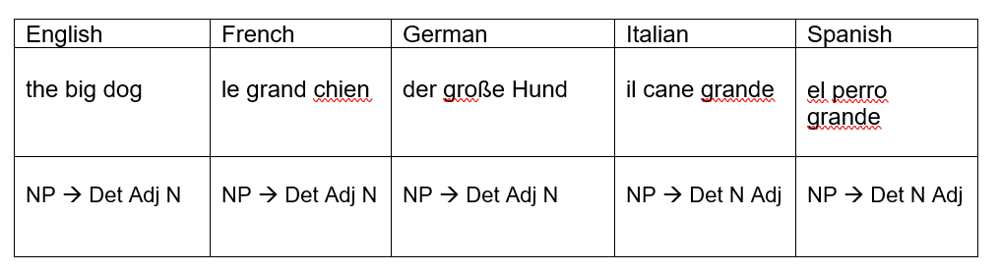 English French German Italian Spanish
the big dog le grand chien der große Hund il cane grande el perro
grande
NP → Det Adj N NP → Det Adj N NP → Det Adj N NP → Det N Adj NP → Det N Adj